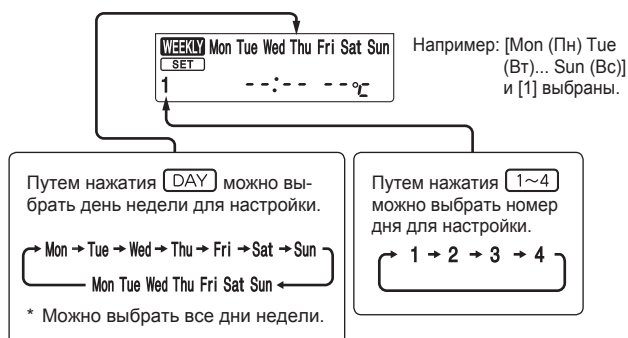 WEEKLY Mon Tue Wed Thu Fri Sat Sun
SET
1 --:-- --°C
Например: [Mon (Пн) Tue
(Вт)... Sun (Вс)]
и [1] выбраны.
Путем нажатия DAY можно вы-
брать день недели для настройки.
Mon → Tue → Wed → Thu → Fri → Sat → Sun
Mon Tue Wed Thu Fri Sat Sun ←
* Можно выбрать все дни недели.
Путем нажатия 1~4
можно выбрать номер
дня для настройки.
1 → 2 → 3 → 4